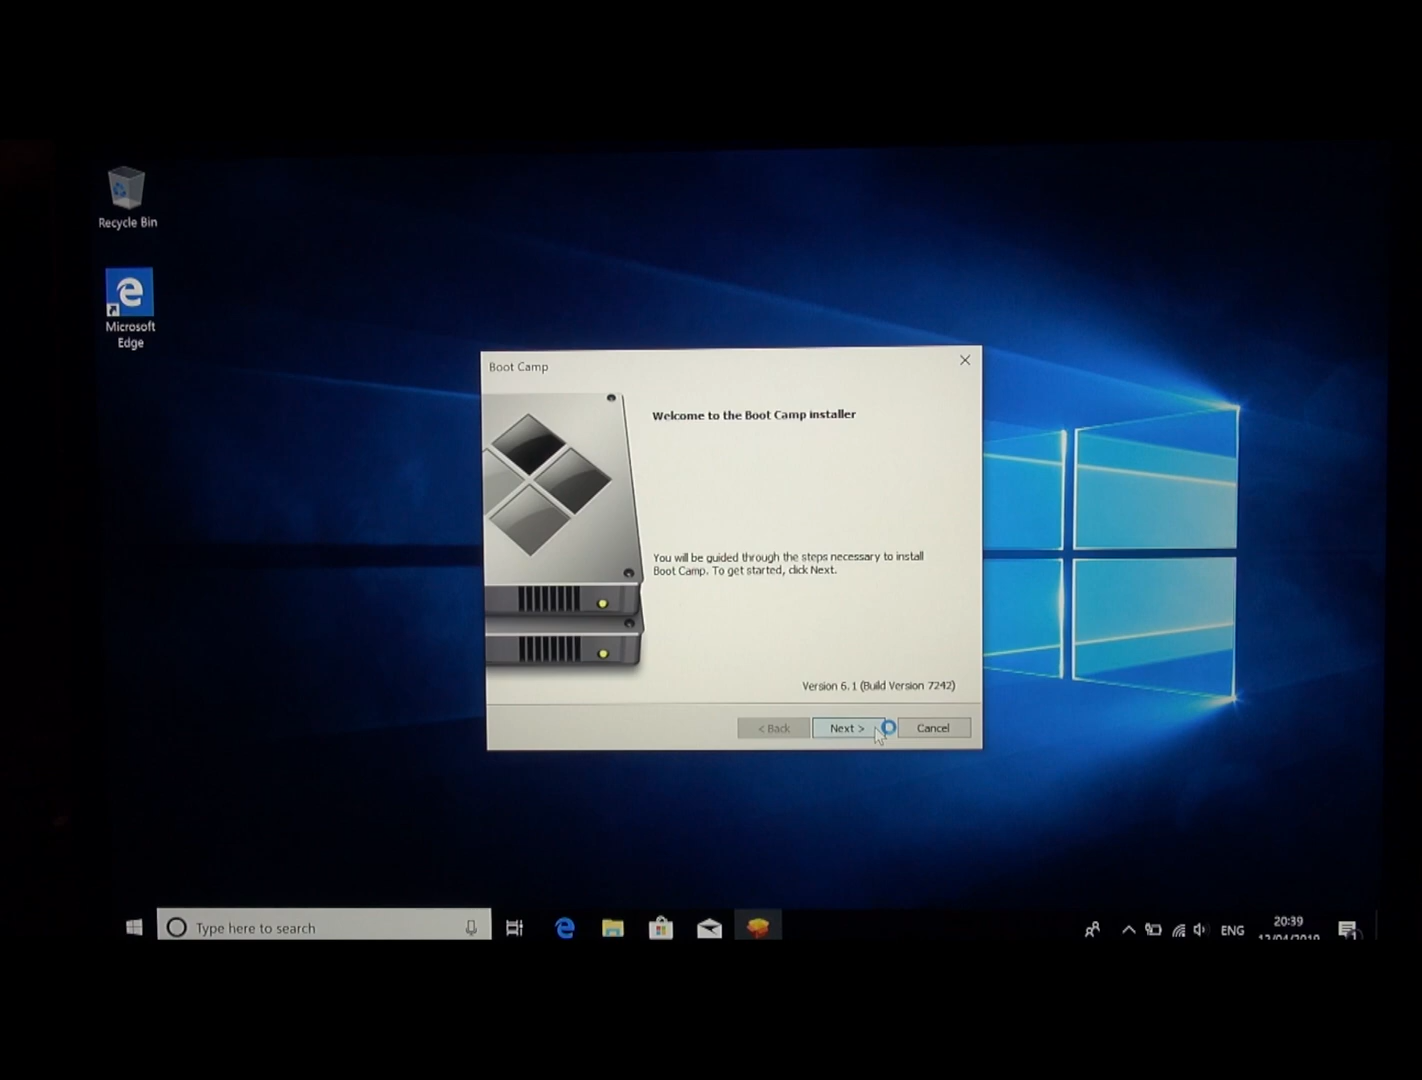 Recycle Bin
Microsoft
Edge
Boot Camp
Welcome to the Boot Camp installer
You will be guided through the steps necessary to install
Boot Camp. To get started, click Next.
Version 6.1 (Build Version 7242)
< Back
Next >
Cancel
Type here to search
ENG
20:39